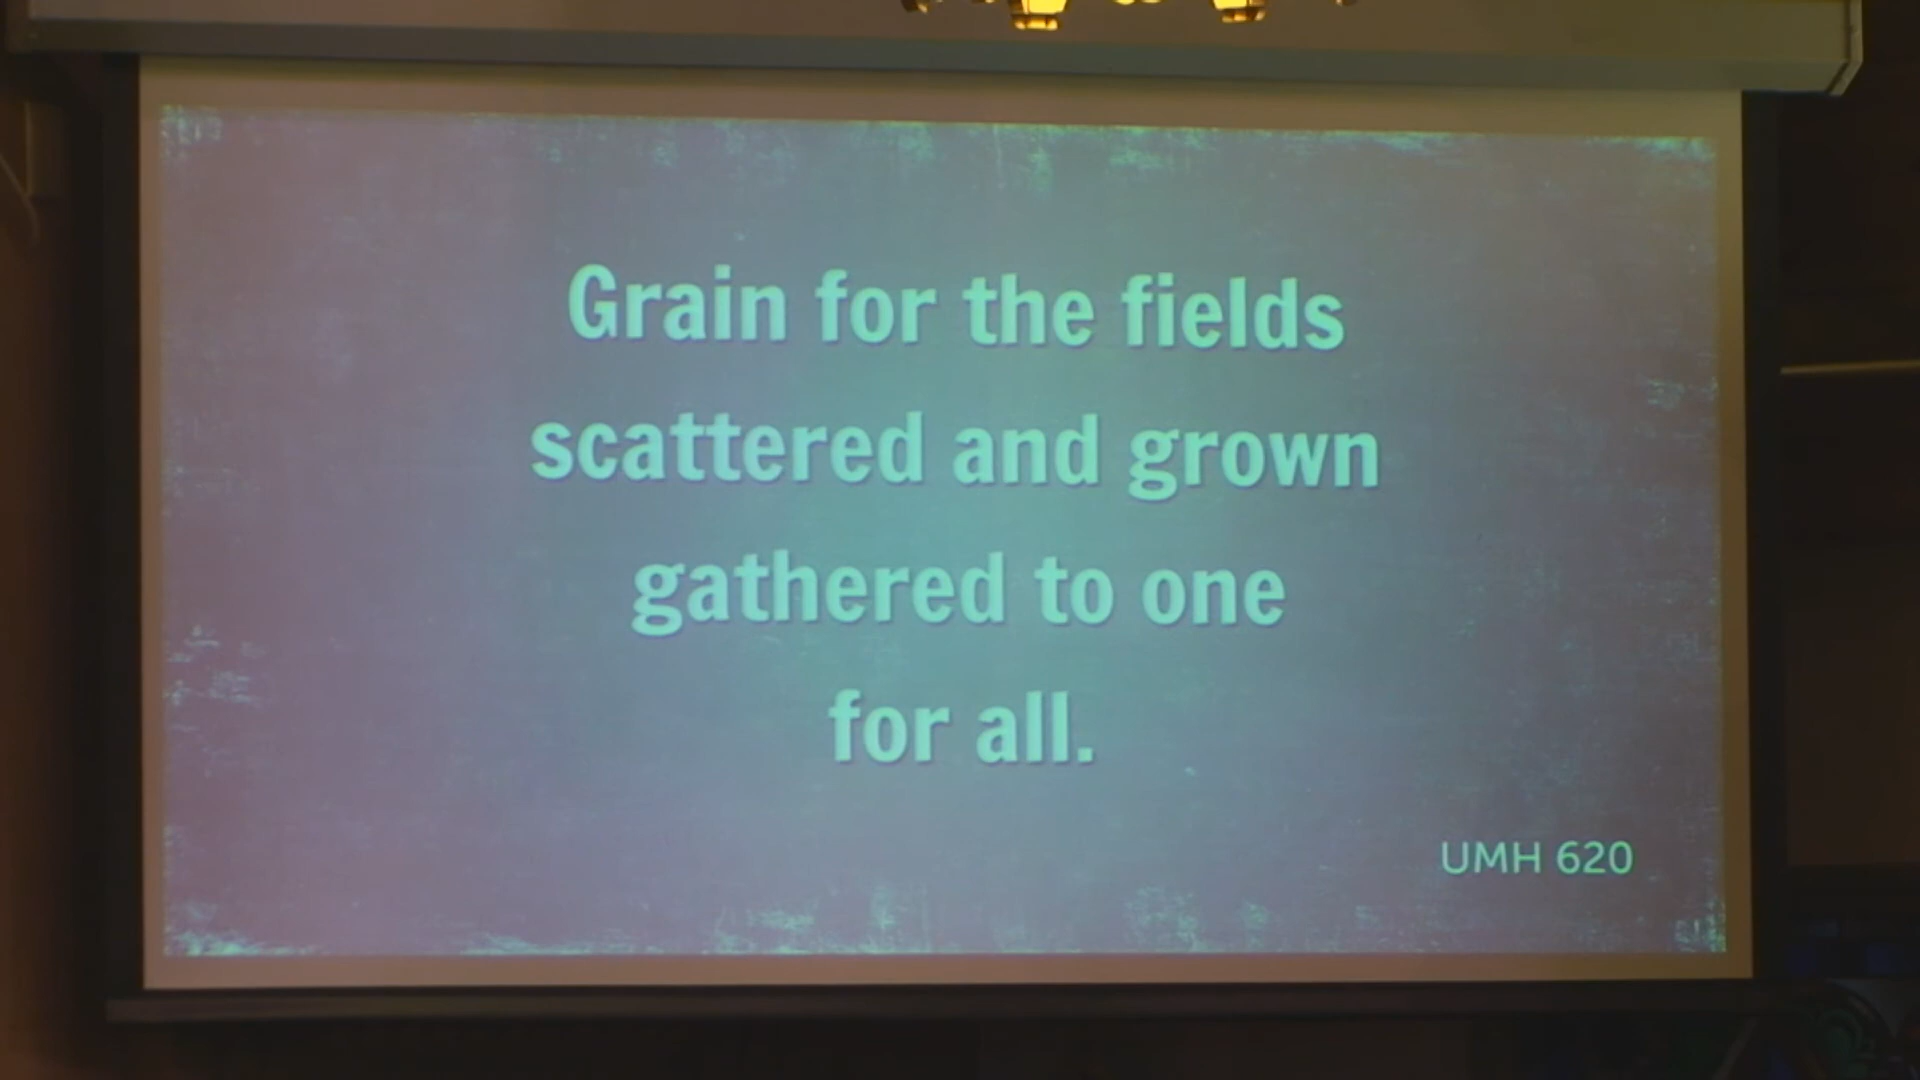 Grain for the fields
scattered and grown
gathered to one
for all.
UMH 620